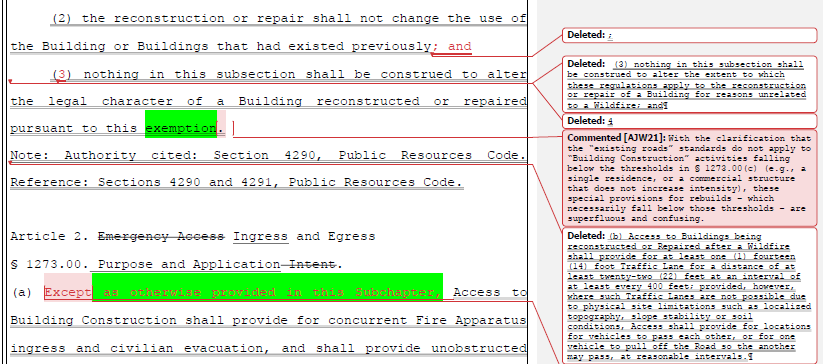 (2) the reconstruction or repair shall not change the use of
the Building or Buildings that had existed previously; and
(3) nothing in this subsection shall be construed to alter
the legal character of a Building reconstructed or repaired
pursuant to this exemption.
Note: Authority cited: Section 4290, Public Resources Code.
Reference: Sections 4290 and 4291, Public Resources Code.
Article 2. Emergency Access Ingress and Egress
§ 1273.00. Purpose and Application Intent.
(a) Except as otherwise provided in this Subchapter, Access to
Building Construction shall provide for concurrent Fire Apparatus
ingress and civilian evacuation, and shall provide unobstructed
Deleted: ;
Deleted: (3) nothing in this subsection shall
be construed to alter the extent to which
these regulations apply to the reconstruction
or repair of a Building for reasons unrelated
to a Wildfire; and¶
Deleted: 4
Commented [AJW21]: With the clarification that
the "existing roads" standards do not apply to
"Building Construction" activities falling
below the thresholds in § 1273.00(c) (e.g., a
single residence, or a commercial structure
that does not increase intensity), these
special provisions for rebuilds – which
necessarily fall below those thresholds – are
superfluous and confusing.
Deleted: (b) Access to Buildings being
reconstructed or Repaired after a Wildfire
shall provide for at least one (1) fourteen
(14) foot Traffic Lane for a distance of at
least twenty-two (22) feet at an interval of
at least every 400 feet; provided, however,
where such Traffic Lanes are not possible due
to physical site limitations such as localized
topography, slope stability or soil
conditions, Access shall provide for locations
for vehicles to pass each other, or for one
vehicle to pull off the Road so the another
may pass, at reasonable intervals.¶